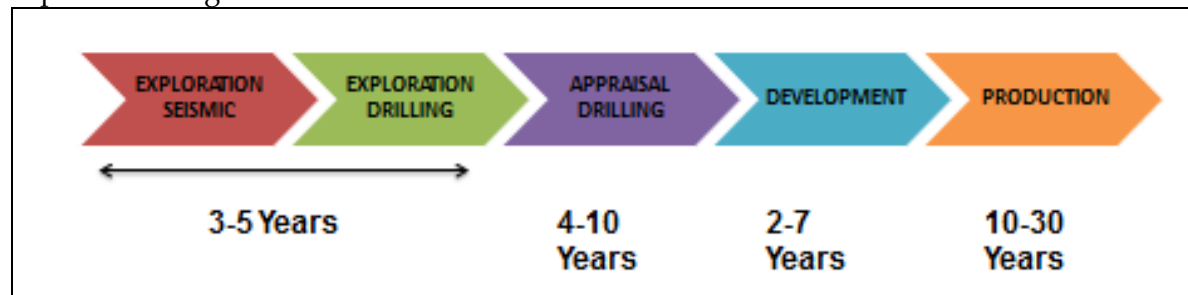 EXPLORATION
SEISMIC
EXPLORATION
DRILLING
APPRAISAL
DRILLING
DEVELOPMENT
PRODUCTION
3-5 Years
4-10
Years
2-7
Years
10-30
Years